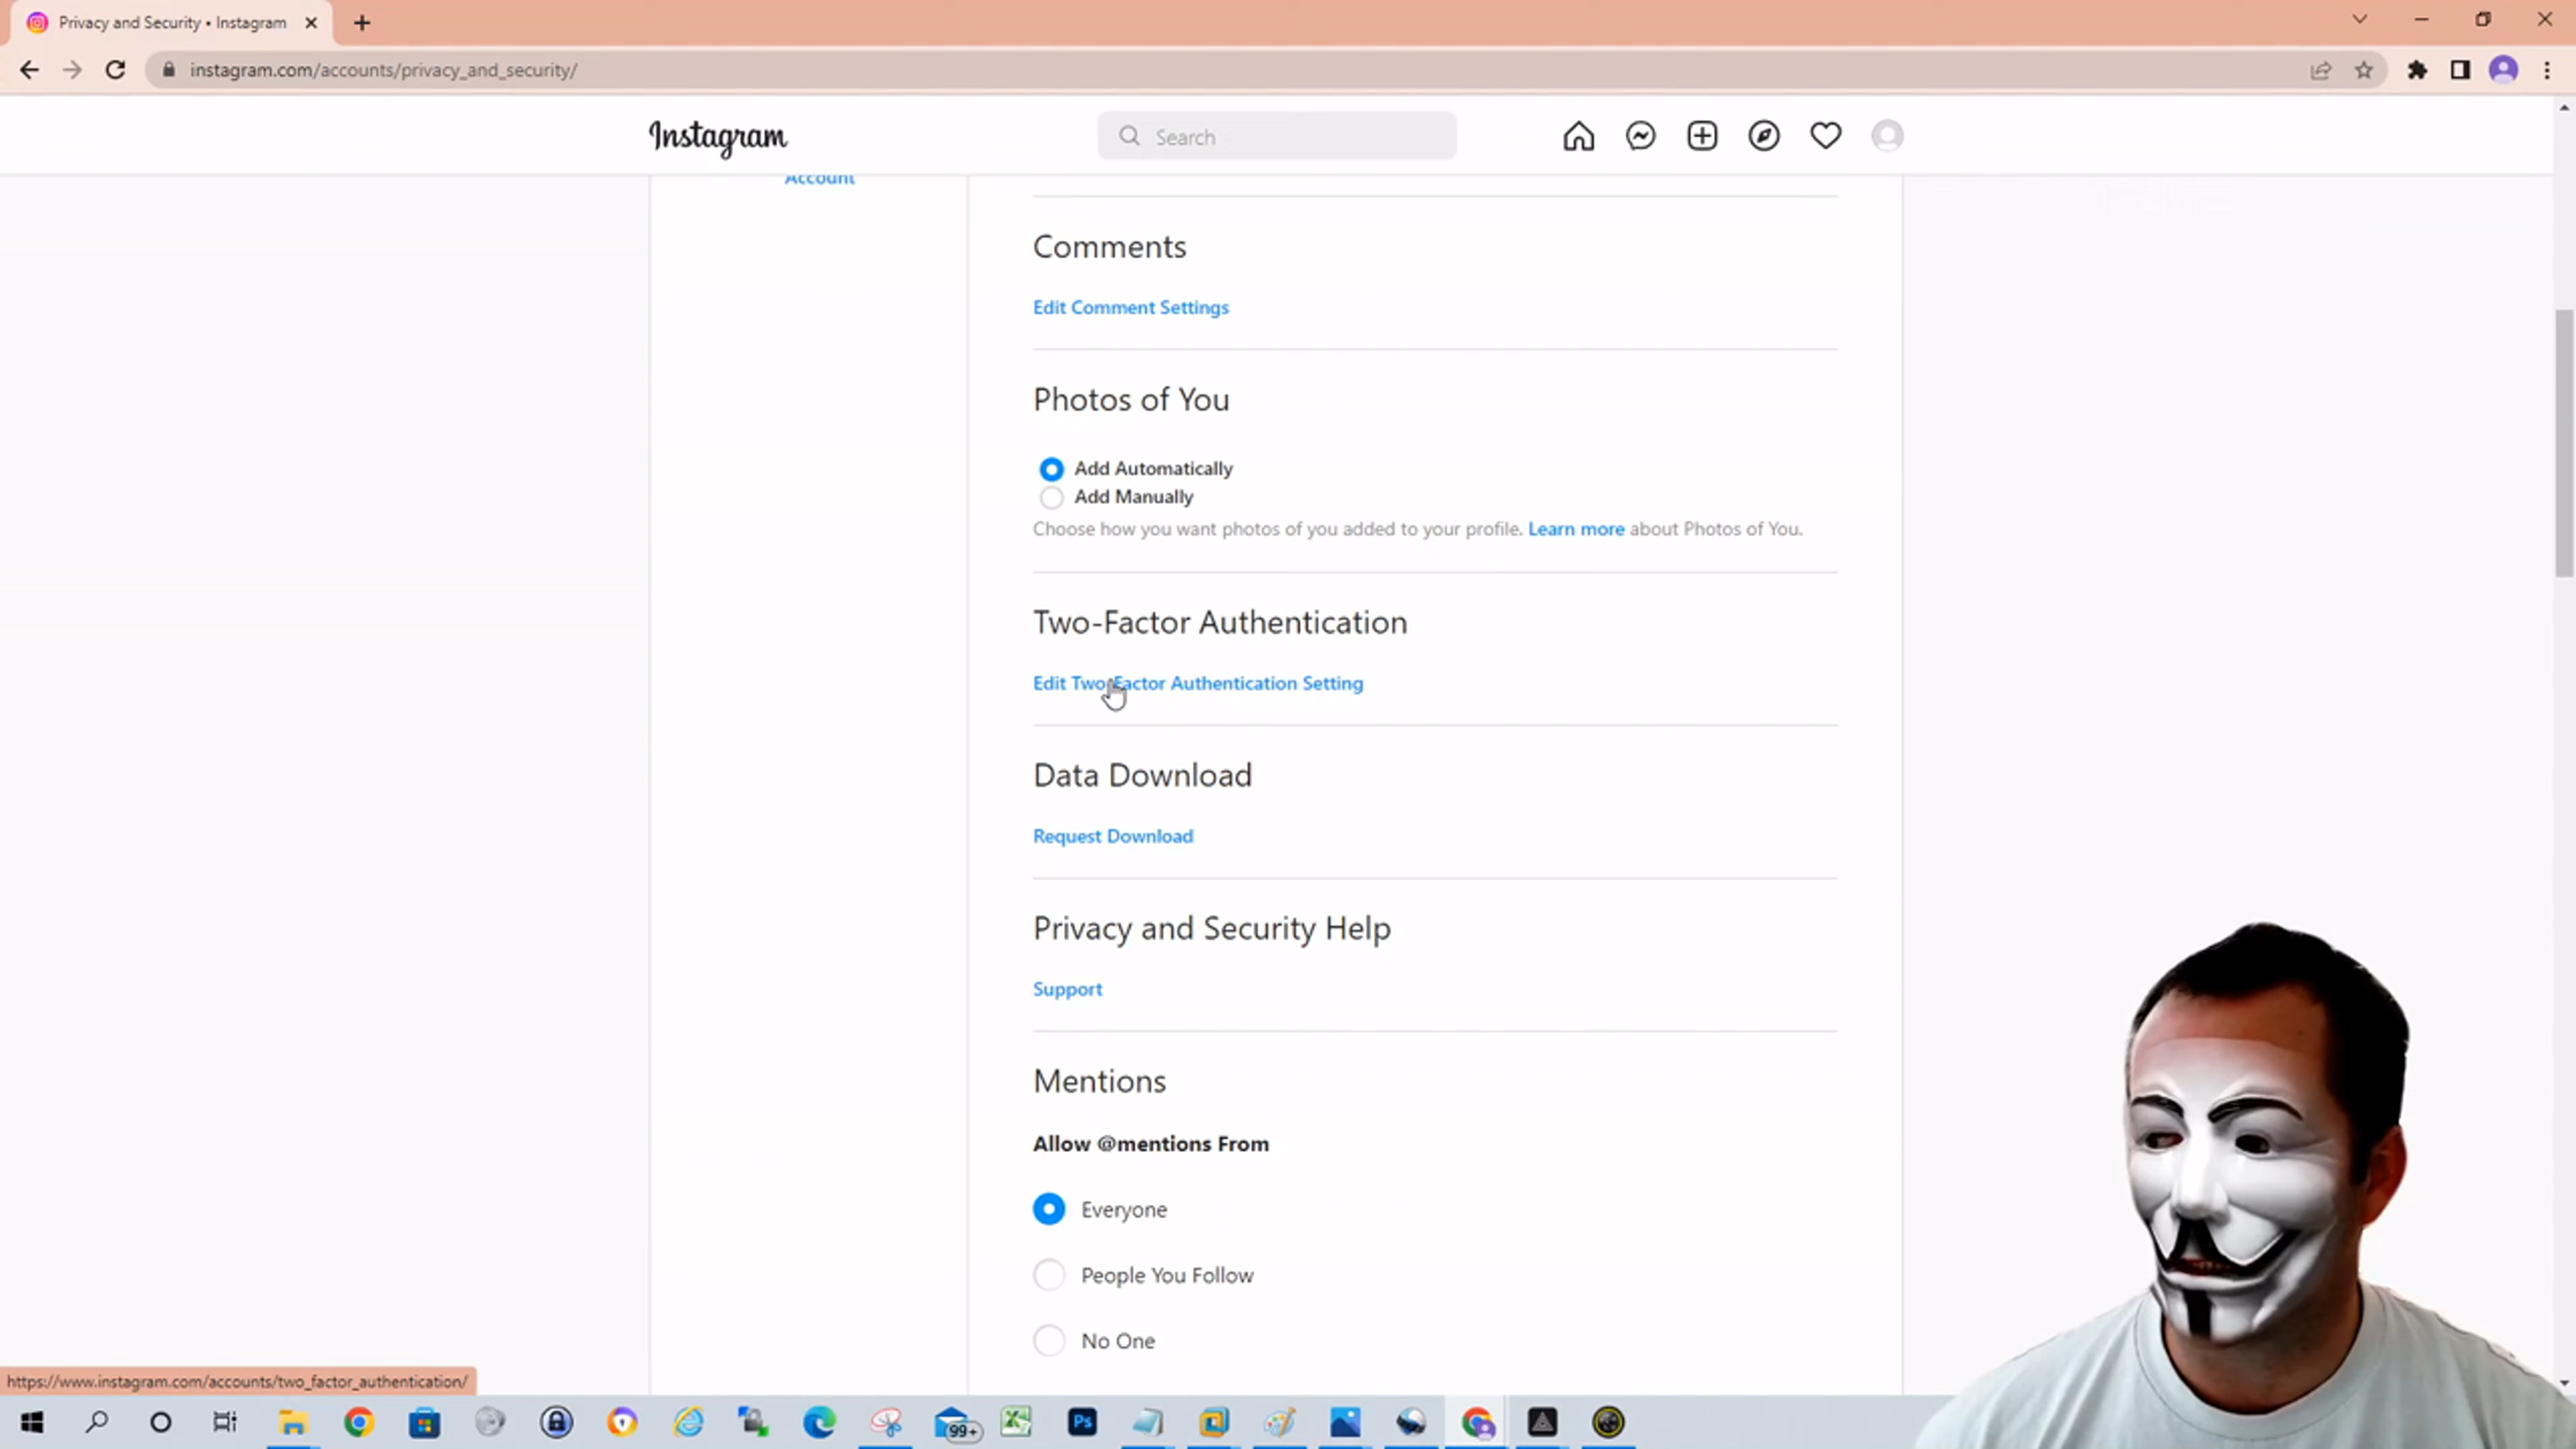 Privacy and Security • Instagram
instagram.com/accounts/privacy_and_security/
Instagram
Search
Account
Comments
Edit Comment Settings
Photos of You
Add Automatically
Add Manually
Choose how you want photos of you added to your profile. Learn more about Photos of You.
Two-Factor Authentication
Edit Two-Factor Authentication Setting
Data Download
Request Download
Privacy and Security Help
Support
Mentions
Allow @mentions From
Everyone
People You Follow
No One
https://www.instagram.com/accounts/two_factor_authentication/
99+
Ps